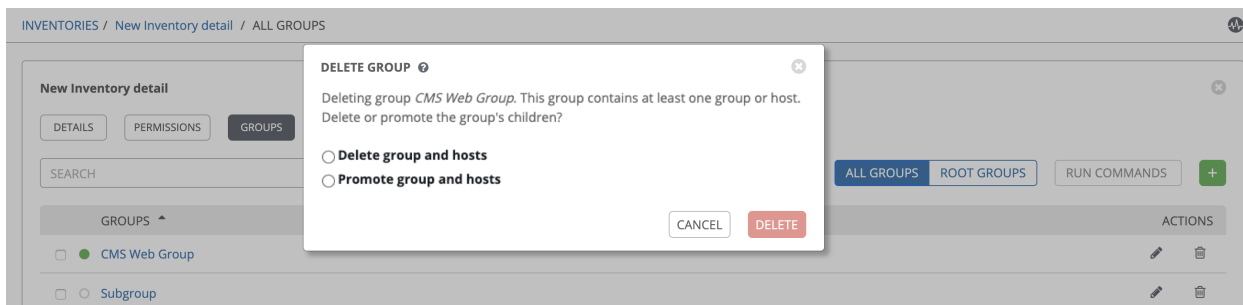 INVENTORIES / New Inventory detail / ALL GROUPS
DELETE GROUP ?
Deleting group CMS Web Group. This group contains at least one group or host.
Delete or promote the group's children?
Delete group and hosts
Promote group and hosts
CANCEL DELETE
New Inventory detail
DETAILS PERMISSIONS GROUPS
SEARCH
ALL GROUPS ROOT GROUPS RUN COMMANDS +
GROUPS ACTIONS
CMS Web Group
Subgroup